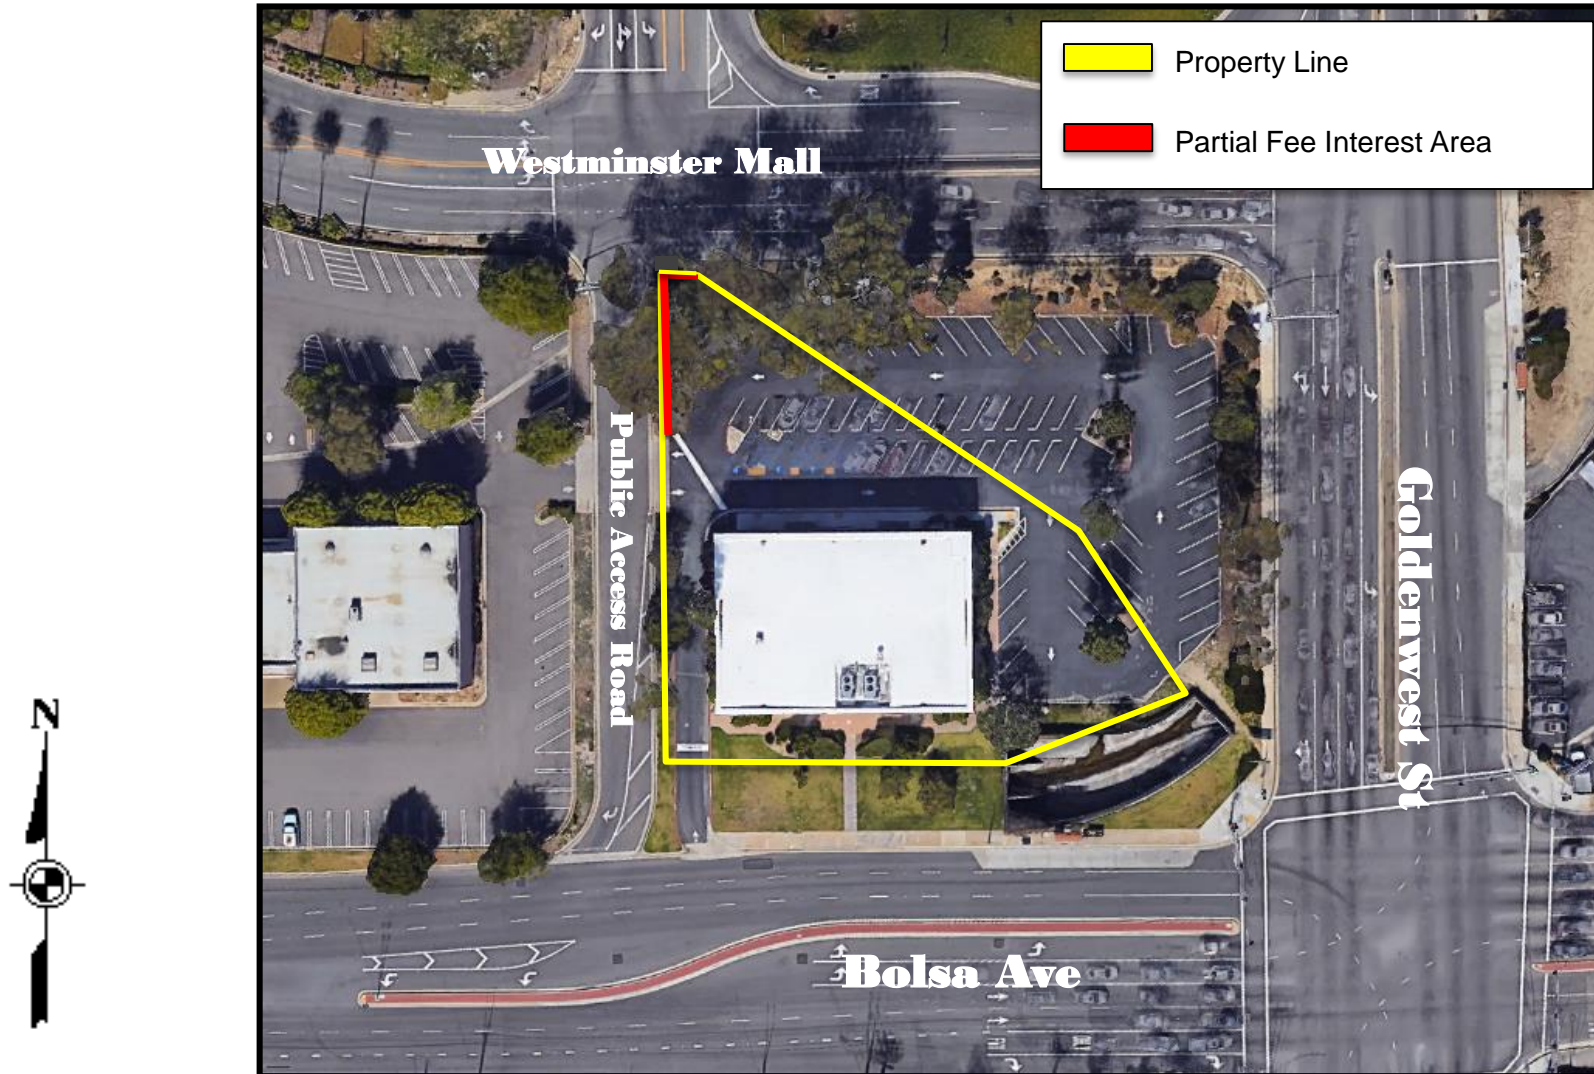 Property Line
Partial Fee Interest Area
Westminster Mall
Public Access Road
Goldenwest St
N
Bolsa Ave